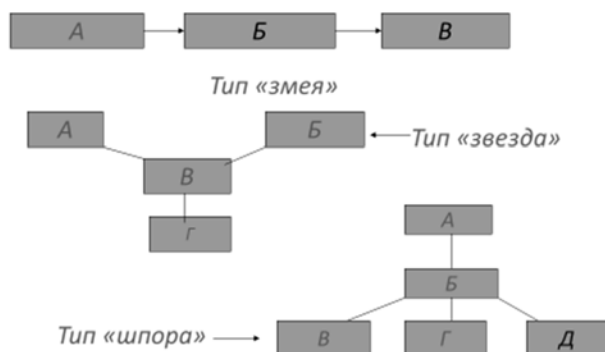 А Б В
Тип «змея»
А Б
Тип «звезда»
В
Г
А
Б
Тип «шпора»
В Г Д